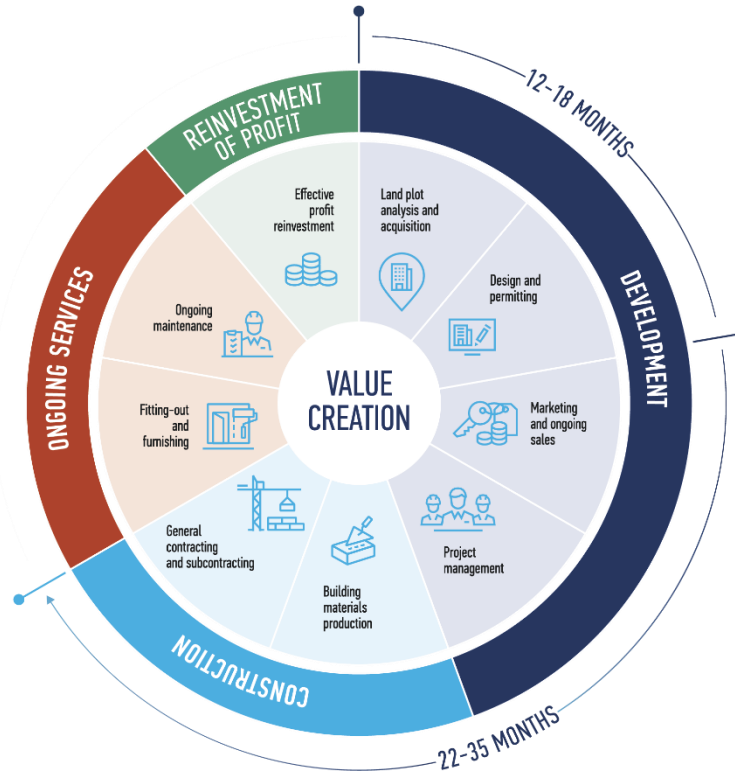 12-18 MONTHS
REINVESTMENT
OF PROFIT
DEVELOPMENT
22-35 MONTHS
CONSTRUCTION
ONGOING SERVICES
Effective
profit
reinvestment
Land plot
analysis and
acquisition
Design and
permitting
Marketing
and ongoing
sales
Project
management
Building
materials
production
General
contracting
and subcontracting
Fitting-out
and
furnishing
Ongoing
maintenance
VALUE
CREATION